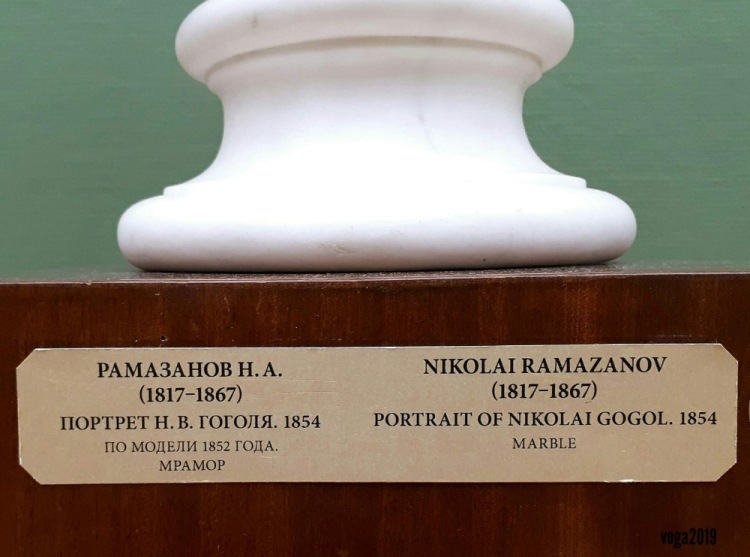 РАМАЗАНОВ Н. А.
(1817–1867)
ПОРТРЕТ Н. В. ГОГОЛЯ. 1854
ПО МОДЕЛИ 1852 ГОДА.
МРАМОР
NIKOLAI RAMAZANOV
(1817–1867)
PORTRAIT OF NIKOLAI GOGOL. 1854
MARBLE
voga2019